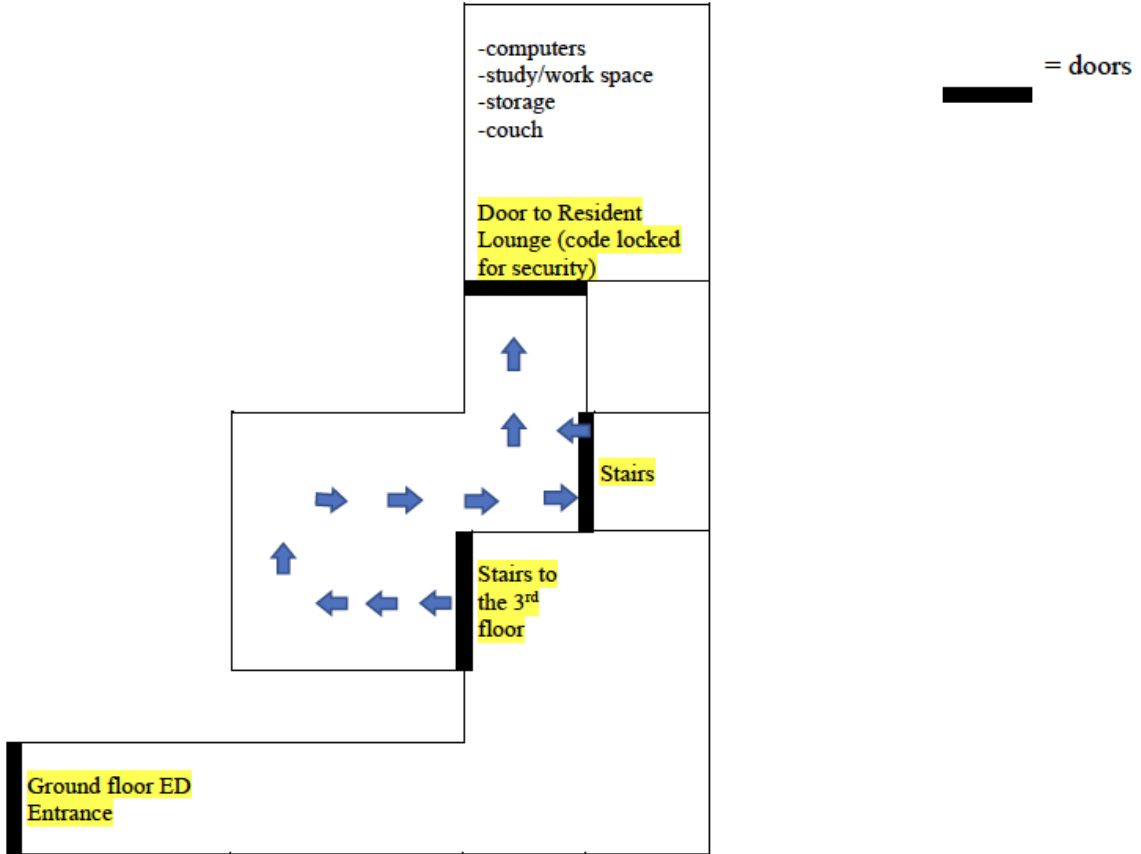 -computers
-study/work space
-storage
-couch
= doors
Door to Resident
Lounge (code locked
for security)
Stairs
Stairs to
the 3rd
floor
Ground floor ED
Entrance